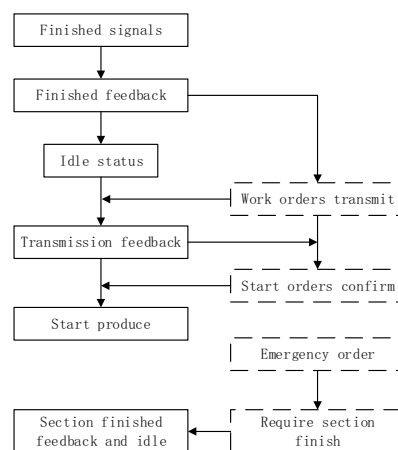 Finished signals
Finished feedback
Idle status
Work orders transmit
Transmission feedback
Start orders confirm
Start produce
Emergency order
Section finished
feedback and idle
Require section
finish